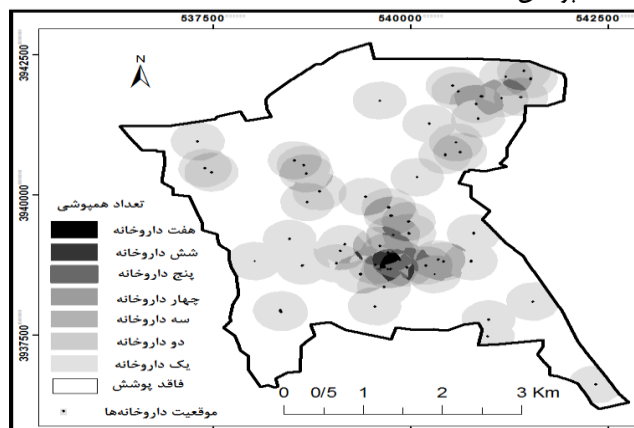 537500 540000 542500
3942500
N
3940000
تعداد همپوشی
هفت داروخانه
شش داروخانه
پنج داروخانه
چهار داروخانه
سه داروخانه
دو داروخانه
یک داروخانه
فاقد پوشش
موقعیت داروخانه‌ها
3937500
0 0/5 1 2 3 Km